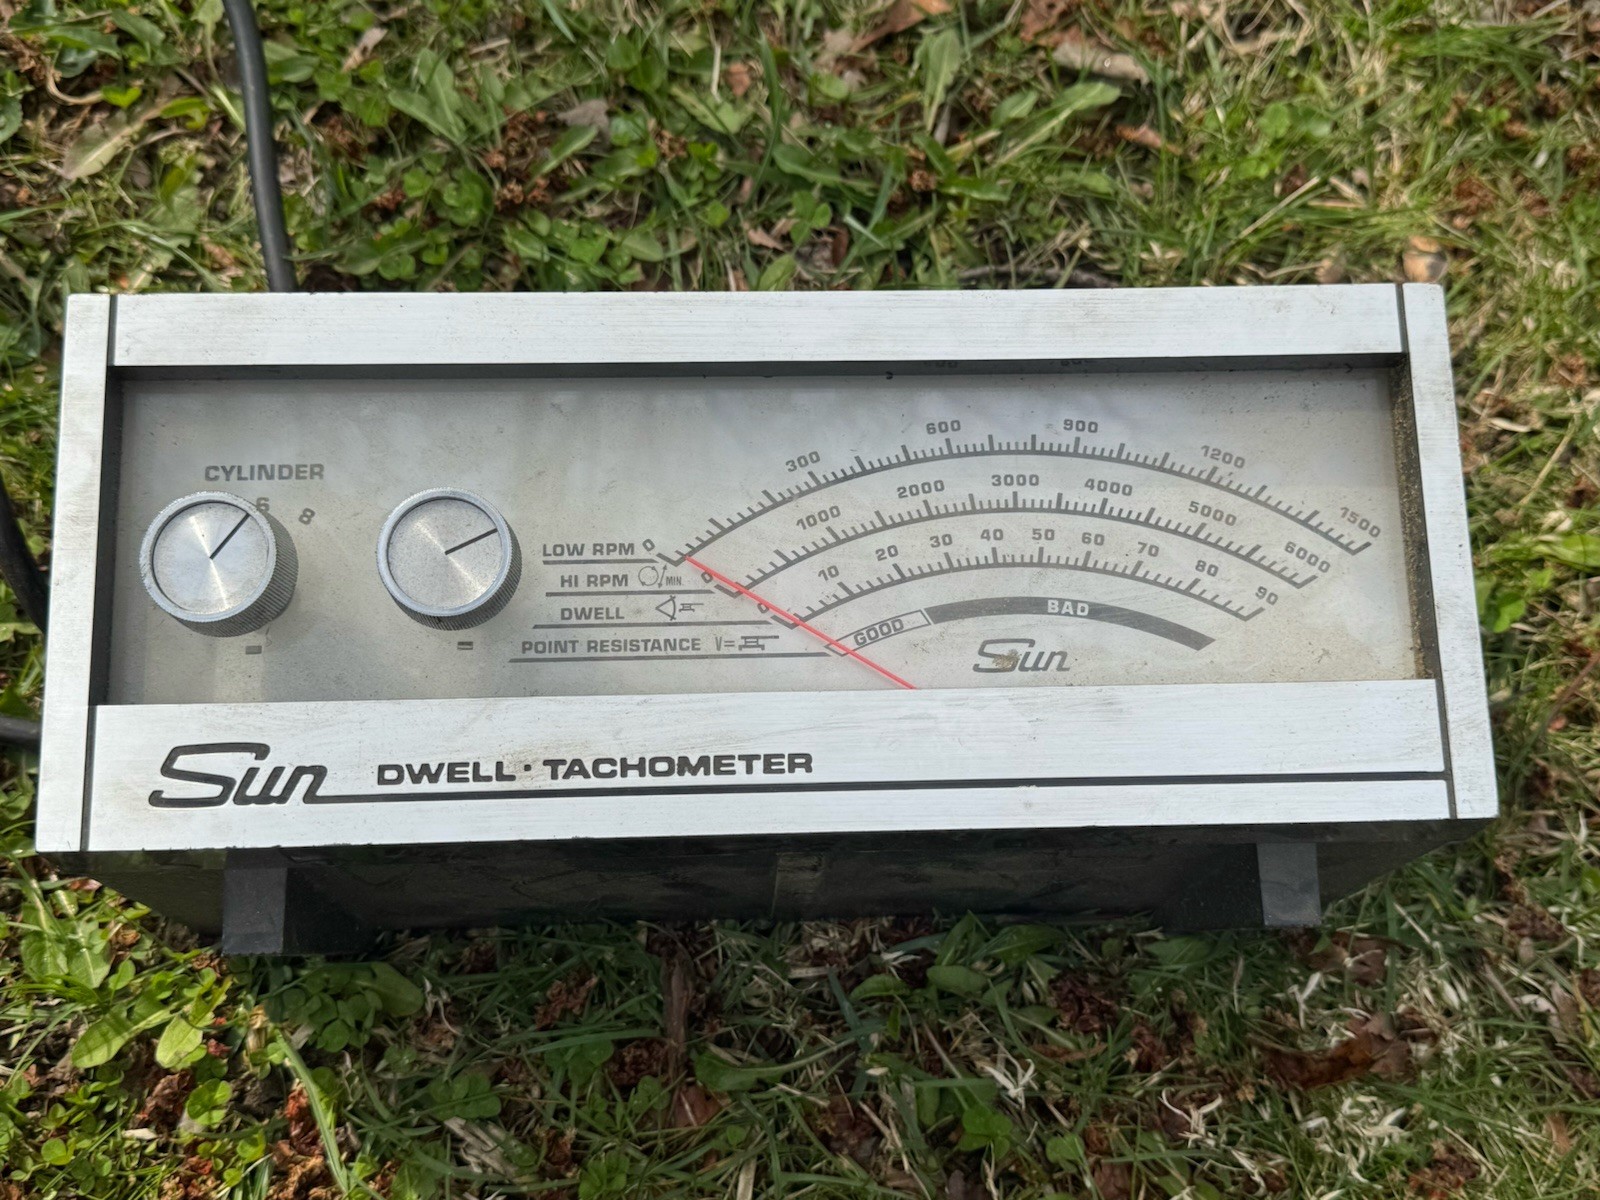 CYLINDER
6 8
300 600 900 1200 1500
1000 2000 3000 4000 5000 6000
10 20 30 40 50 60 70 80 90
LOW RPM 0
HI RPM /MIN. 0
DWELL 0
POINT RESISTANCE V=
GOOD BAD
Sun
Sun DWELL · TACHOMETER